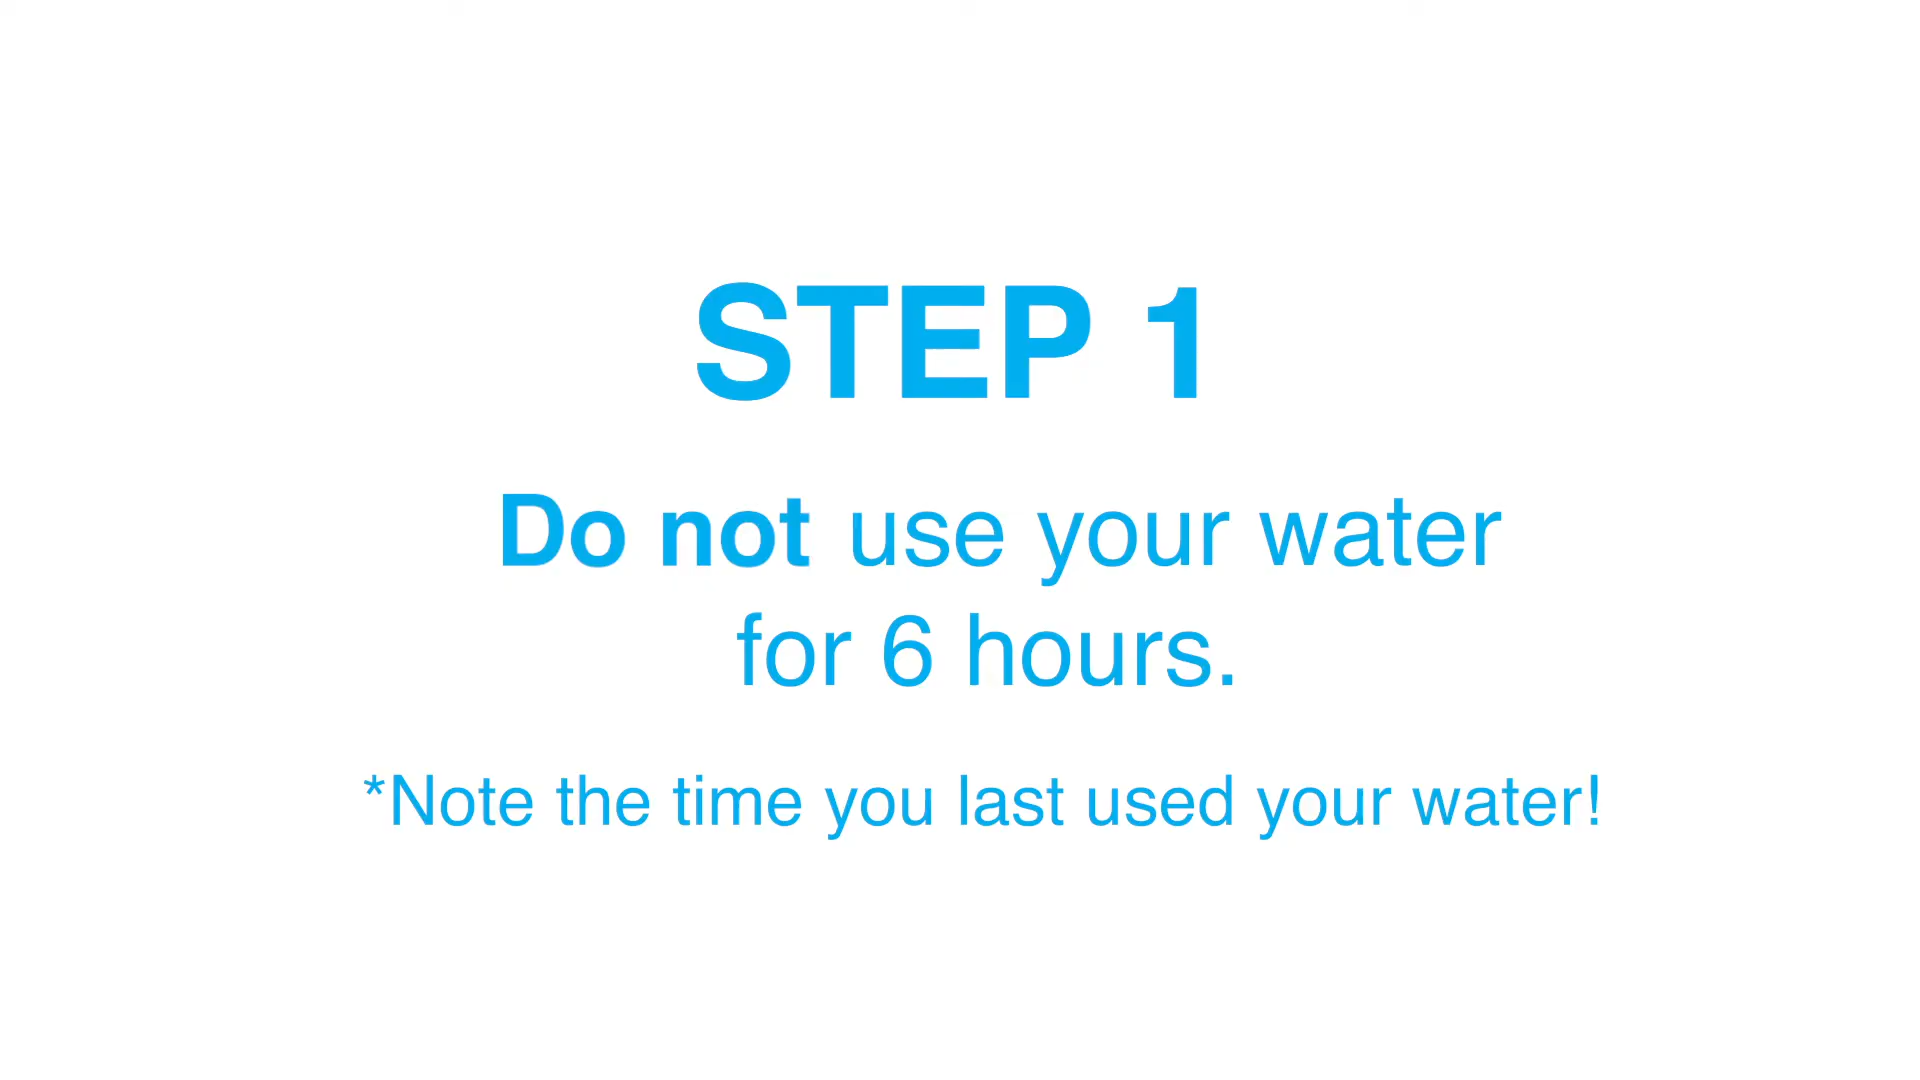 STEP 1
Do not use your water
for 6 hours.
*Note the time you last used your water!